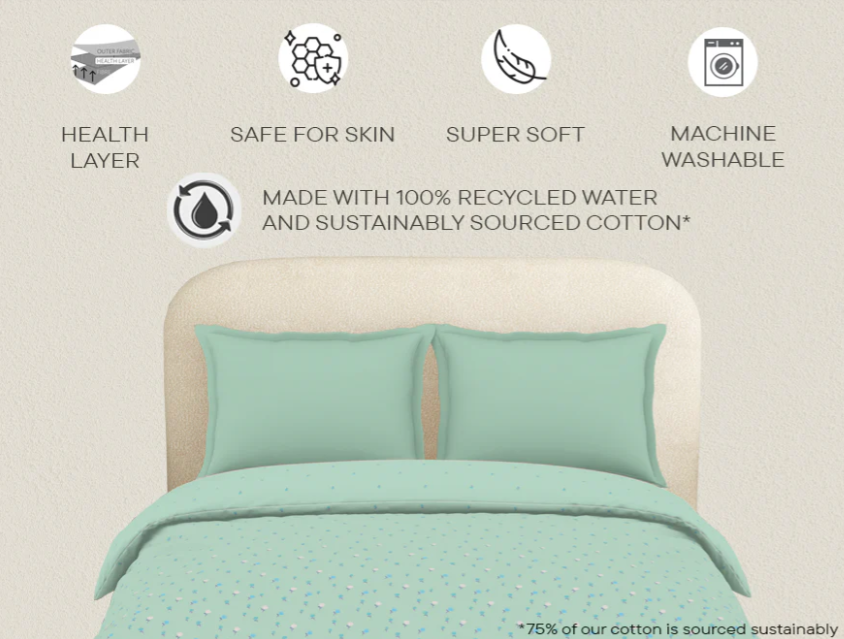 OUTER FABRIC
HEALTH LAYER
HEALTH
LAYER
SAFE FOR SKIN
SUPER SOFT
MACHINE
WASHABLE
MADE WITH 100% RECYCLED WATER
AND SUSTAINABLY SOURCED COTTON*
*75% of our cotton is sourced sustainably